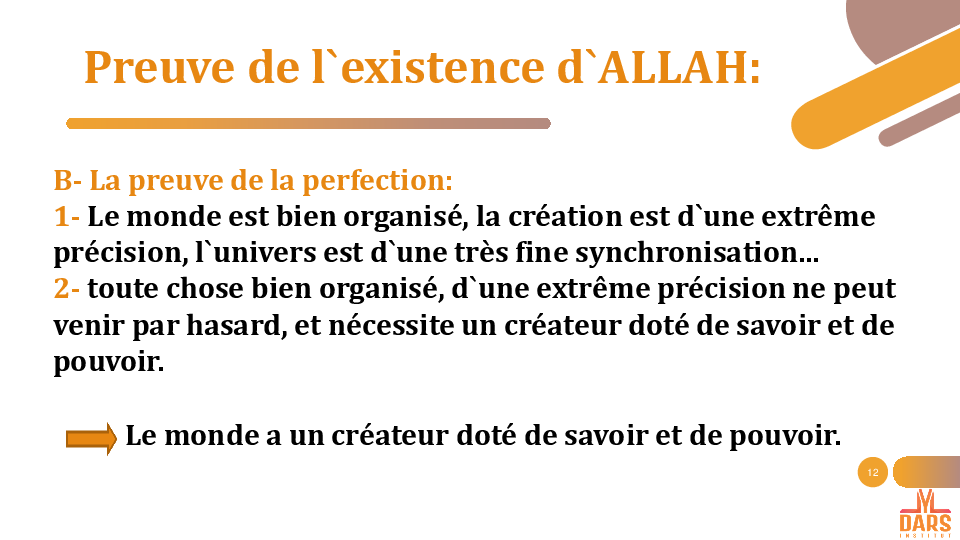 Preuve de l`existence d`ALLAH:
B- La preuve de la perfection:
1- Le monde est bien organisé, la création est d`une extrême
précision, l`univers est d`une très fine synchronisation…
2- toute chose bien organisé, d`une extrême précision ne peut
venir par hasard, et nécessite un créateur doté de savoir et de
pouvoir.
Le monde a un créateur doté de savoir et de pouvoir.
12
DARS
INSTITUT